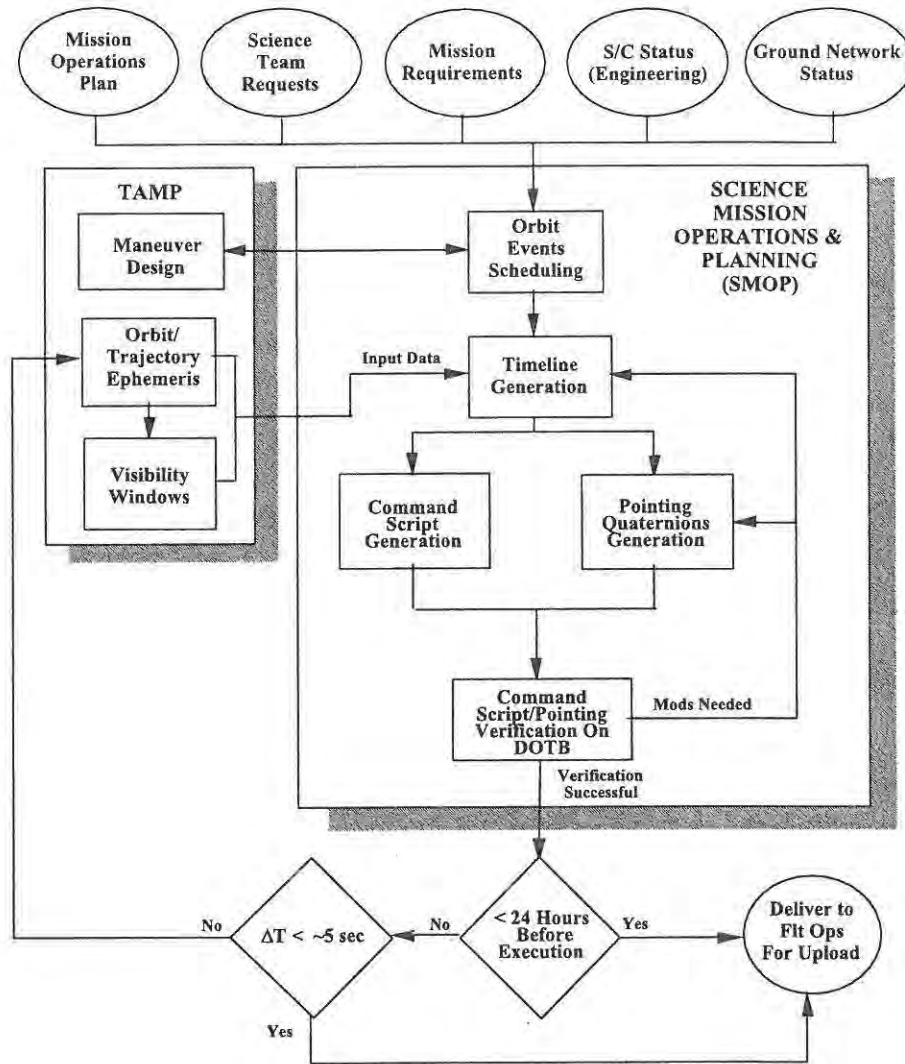 Mission
Operations
Plan
Science
Team
Requests
Mission
Requirements
S/C Status
(Engineering)
Ground Network
Status
TAMP
Maneuver
Design
Orbit/
Trajectory
Ephemeris
Visibility
Windows
SCIENCE
MISSION
OPERATIONS &
PLANNING
(SMOP)
Orbit
Events
Scheduling
Input Data
Timeline
Generation
Command
Script
Generation
Pointing
Quaternions
Generation
Command
Script/Pointing
Verification On
DOTB
Mods Needed
Verification
Successful
No
ΔT < ~5 sec
No
< 24 Hours
Before
Execution
Yes
Deliver to
Flt Ops
For Upload
Yes